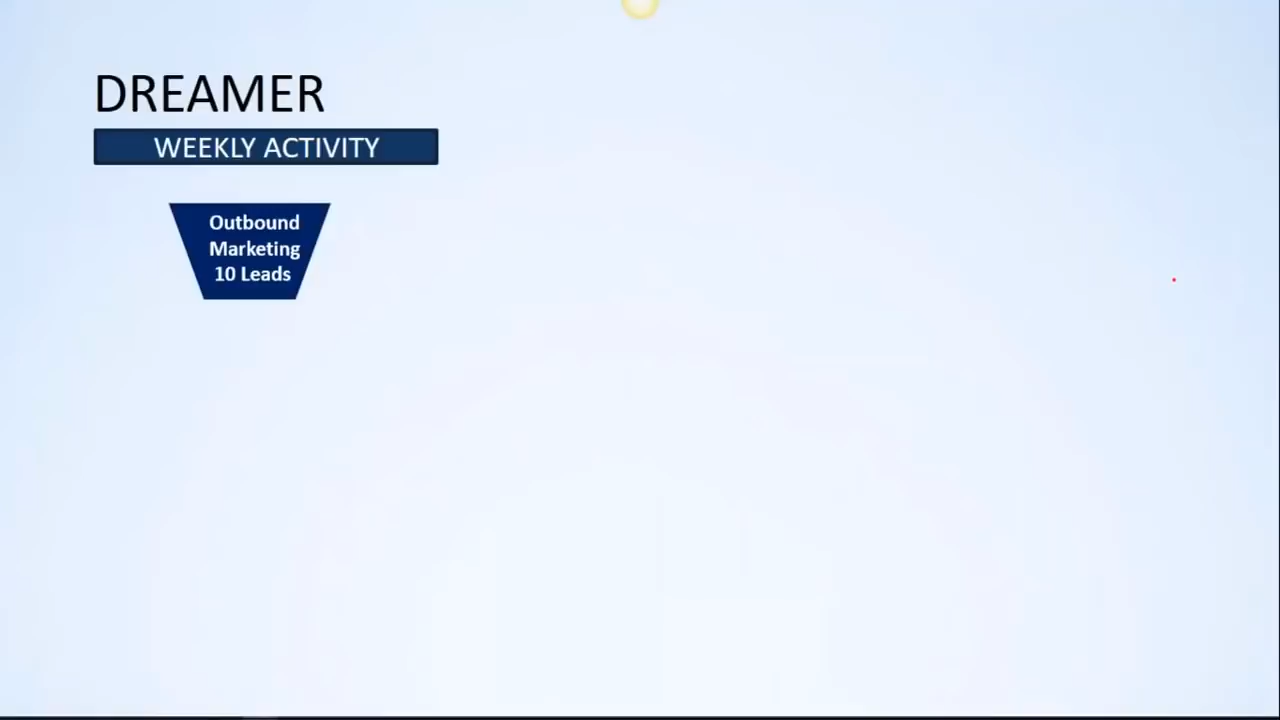 DREAMER
WEEKLY ACTIVITY
Outbound
Marketing
10 Leads